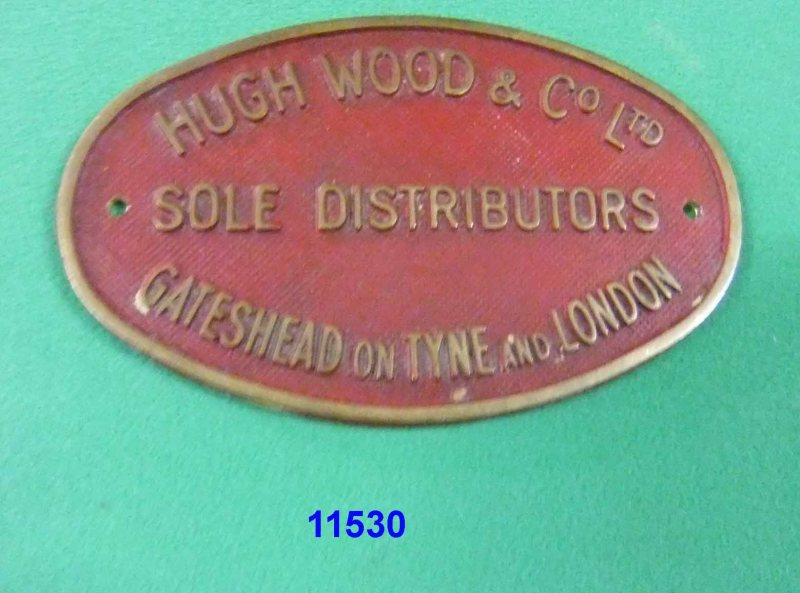 HUGH WOOD & Co LTD
SOLE DISTRIBUTORS
GATESHEAD ON TYNE AND LONDON
11530